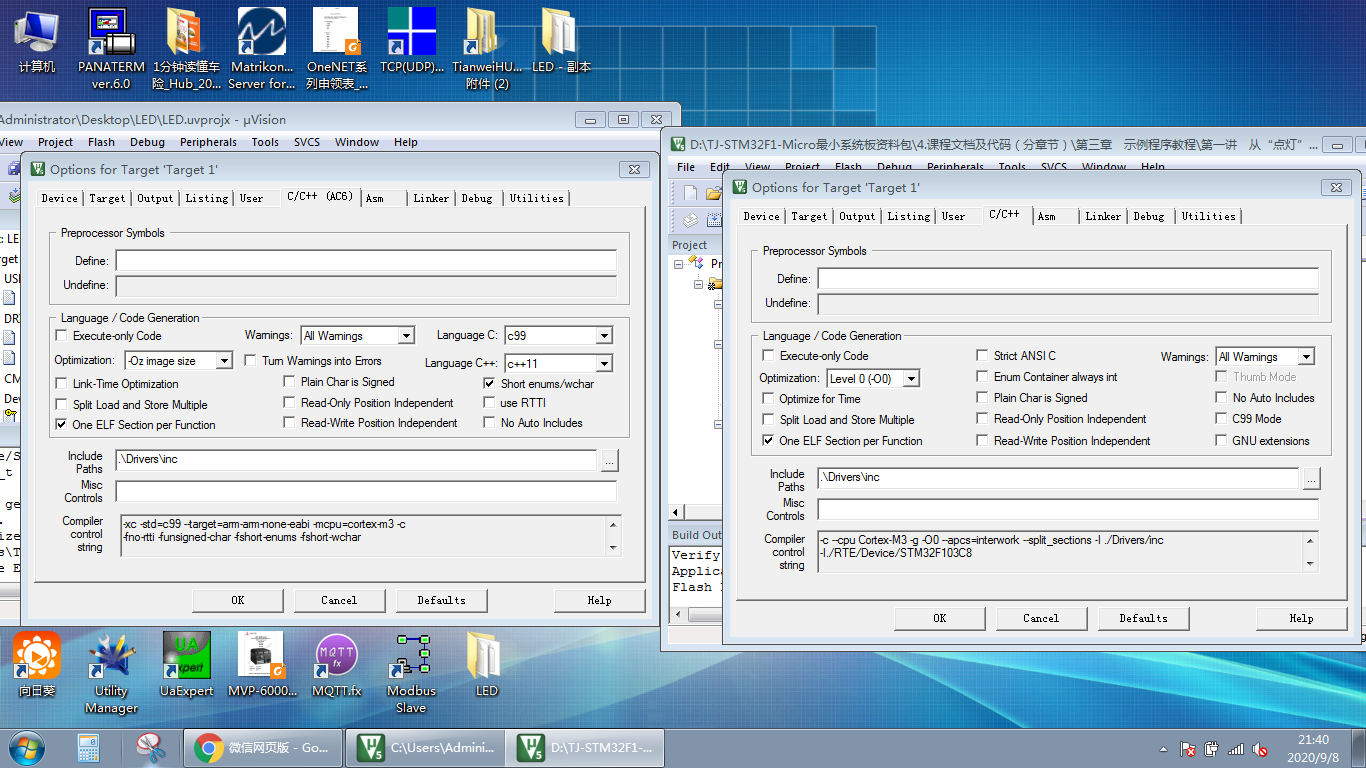 计算机
PANATERM
ver.6.0
1分钟读懂车
险_Hub_20...
Matrikon...
Server for...
OneNET系
列申领表_...
TCP(UDP)...
TianweiHU...
附件 (2)
LED - 副本
Administrator\Desktop\LED\LED.uvprojx - µVision
View Project Flash Debug Peripherals Tools SVCS Window Help
Options for Target 'Target 1'
Device Target Output Listing User C/C++ (AC6) Asm Linker Debug Utilities
Preprocessor Symbols
Define:
Undefine:
Language / Code Generation
Execute-only Code
Warnings: All Warnings
Language C: c99
Optimization: -Oz image size
Turn Warnings into Errors
Language C++: c++11
Link-Time Optimization
Plain Char is Signed
Short enums/wchar
Split Load and Store Multiple
Read-Only Position Independent
use RTTI
One ELF Section per Function
Read-Write Position Independent
No Auto Includes
Include
Paths
.\Drivers\inc
...
Misc
Controls
Compiler
control
string
-xc -std=c99 --target=arm-arm-none-eabi -mcpu=cortex-m3 -c
-fno-rtti -funsigned-char -fshort-enums -fshort-wchar
OK Cancel Defaults Help
D:\TJ-STM32F1-Micro最小系统板资料包\4.课程文档及代码（分章节）\第三章 示例程序教程\第一讲 从“点灯”...
File Edit View Project Flash Debug Peripherals Tools SVCS Window Help
Project
Options for Target 'Target 1'
Device Target Output Listing User C/C++ Asm Linker Debug Utilities
Preprocessor Symbols
Define:
Undefine:
Language / Code Generation
Execute-only Code
Strict ANSI C
Warnings: All Warnings
Optimization: Level 0 (-O0)
Enum Container always int
Thumb Mode
Optimize for Time
Plain Char is Signed
No Auto Includes
Split Load and Store Multiple
Read-Only Position Independent
C99 Mode
One ELF Section per Function
Read-Write Position Independent
GNU extensions
Include
Paths
.\Drivers\inc
...
Misc
Controls
Compiler
control
string
-c --cpu Cortex-M3 -g -O0 --apcs=interwork --split_sections -I ./Drivers/inc
-I./RTE/Device/STM32F103C8
OK Cancel Defaults Help
Build Out
Verify
Applica
Flash
向日葵
Utility
Manager
UaExpert
MVP-6000...
MQTT.fx
Modbus
Slave
LED
微信网页版 - Go...
C:\Users\Admini...
D:\TJ-STM32F1-...
21:40
2020/9/8